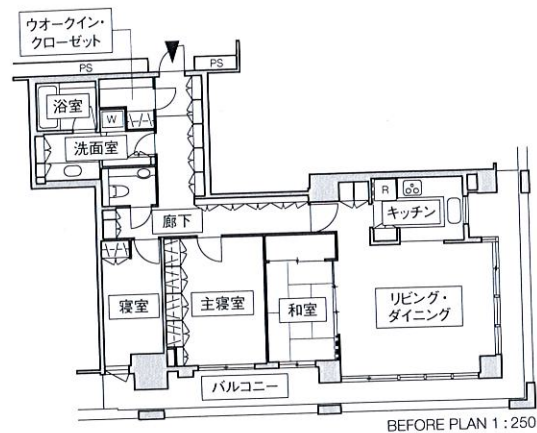 ウオークイン・
クローゼット
PS
PS
浴室
W
洗面室
R
キッチン
廊下
寝室
主寝室
和室
リビング・
ダイニング
バルコニー
BEFORE PLAN 1 : 250